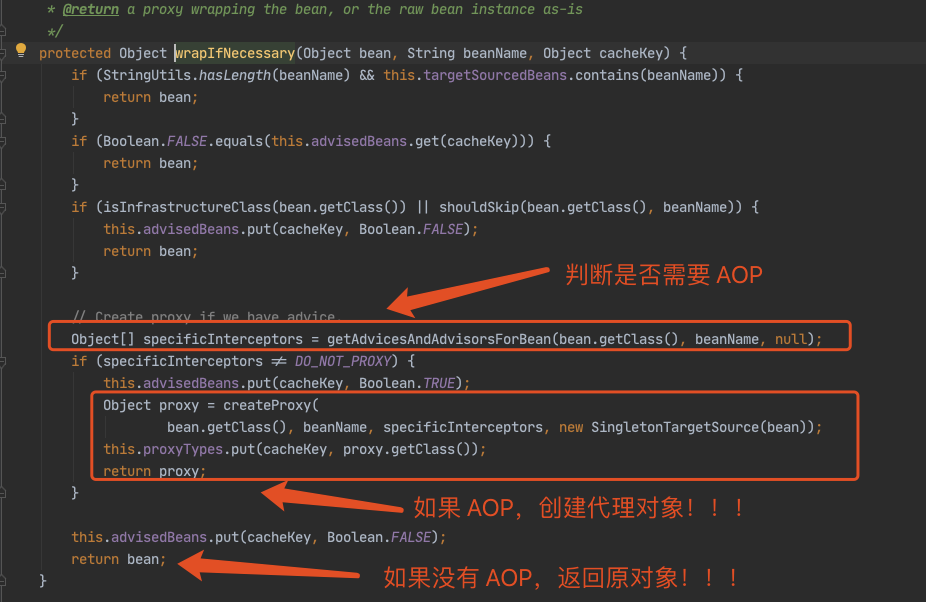 * @return a proxy wrapping the bean, or the raw bean instance as-is
*/
protected Object wrapIfNecessary(Object bean, String beanName, Object cacheKey) {
if (StringUtils.hasLength(beanName) && this.targetSourcedBeans.contains(beanName)) {
return bean;
}
if (Boolean.FALSE.equals(this.advisedBeans.get(cacheKey))) {
return bean;
}
if (isInfrastructureClass(bean.getClass()) || shouldSkip(bean.getClass(), beanName)) {
this.advisedBeans.put(cacheKey, Boolean.FALSE);
return bean;
}
判断是否需要 AOP
// Create proxy if we have advice.
Object[] specificInterceptors = getAdvicesAndAdvisorsForBean(bean.getClass(), beanName, null);
if (specificInterceptors ≠ DO_NOT_PROXY) {
this.advisedBeans.put(cacheKey, Boolean.TRUE);
Object proxy = createProxy(
bean.getClass(), beanName, specificInterceptors, new SingletonTargetSource(bean));
this.proxyTypes.put(cacheKey, proxy.getClass());
return proxy;
}
如果 AOP，创建代理对象！！！
this.advisedBeans.put(cacheKey, Boolean.FALSE);
return bean;
如果没有 AOP，返回原对象！！！
}